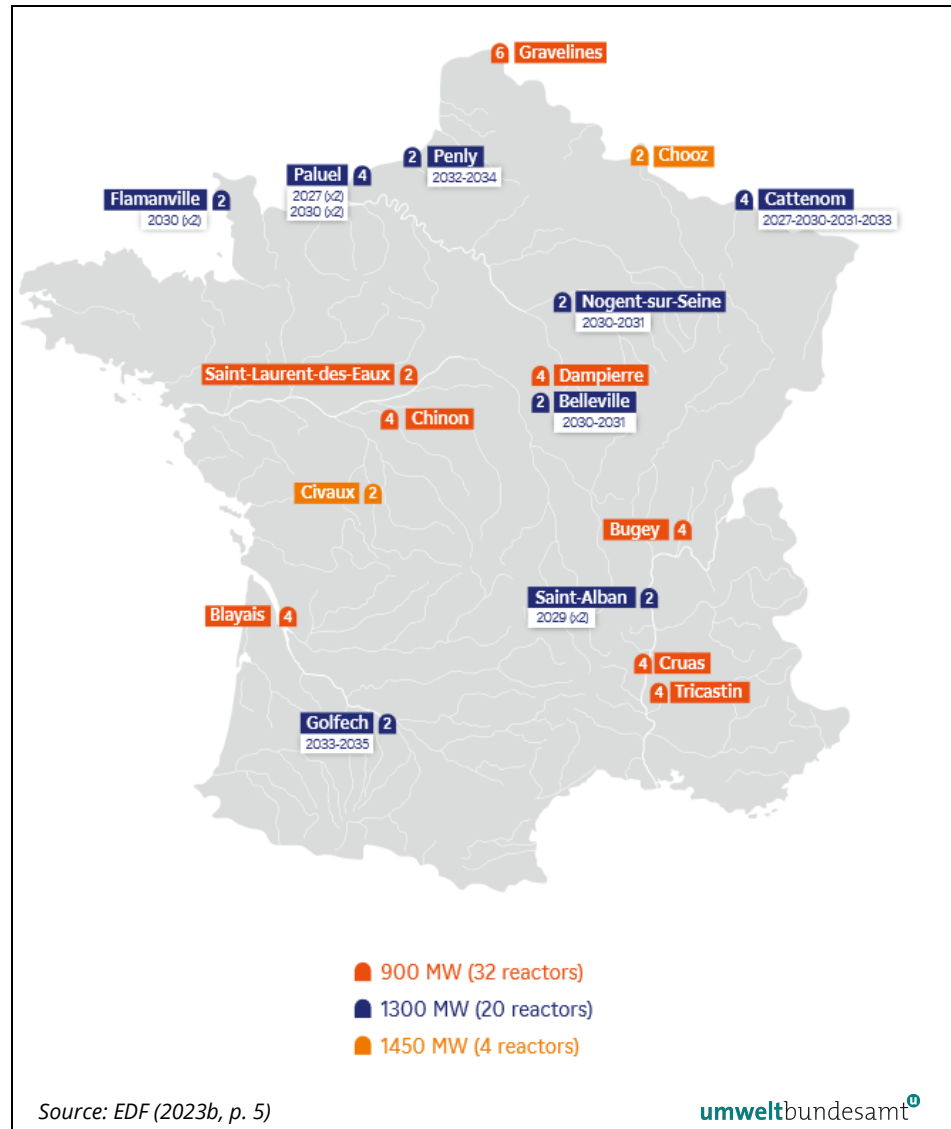 6 Gravelines
2 Penly
2032-2034
2 Chooz
Paluel 4
2027 (x2)
2030 (x2)
Flamanville 2
2030 (x2)
4 Cattenom
2027-2030-2031-2033
2 Nogent-sur-Seine
2030-2031
Saint-Laurent-des-Eaux 2
4 Dampierre
2 Belleville
2030-2031
4 Chinon
Civaux 2
Bugey 4
Saint-Alban 2
2029 (x2)
Blayais 4
4 Cruas
4 Tricastin
Golfech 2
2033-2035
900 MW (32 reactors)
1300 MW (20 reactors)
1450 MW (4 reactors)
Source: EDF (2023b, p. 5)
umweltbundesamt u